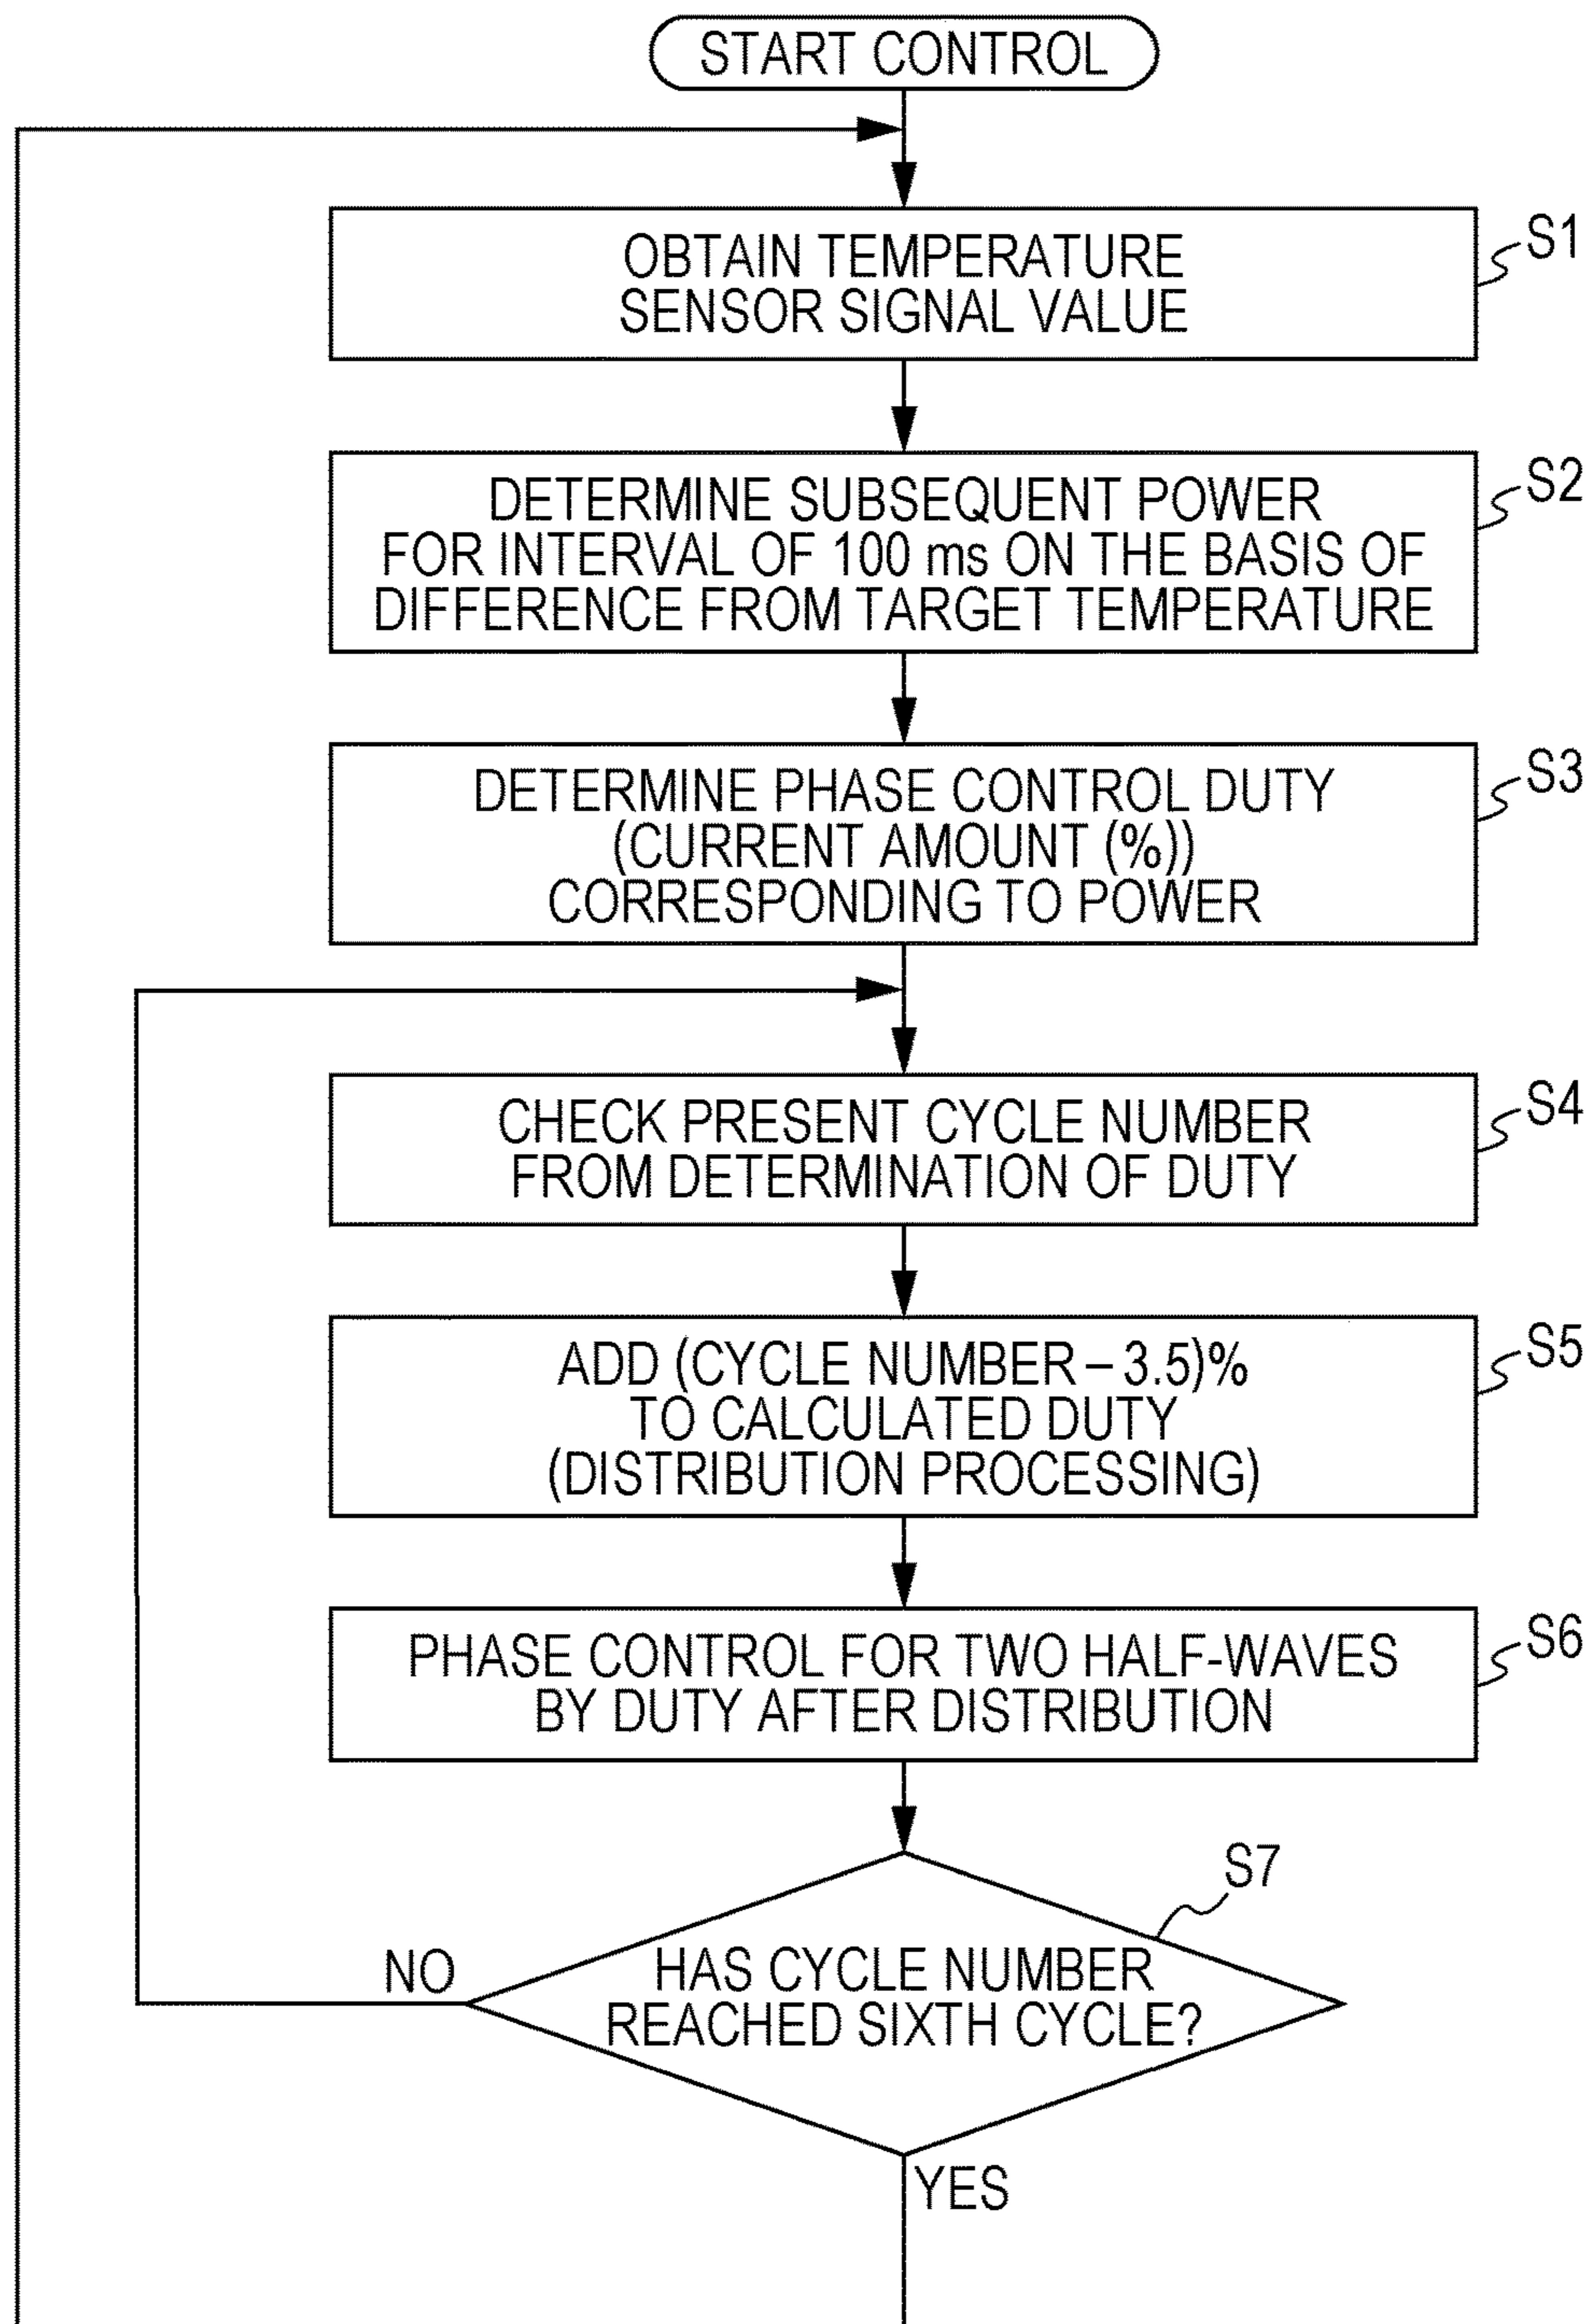 START CONTROL
OBTAIN TEMPERATURE
SENSOR SIGNAL VALUE
S1
DETERMINE SUBSEQUENT POWER
FOR INTERVAL OF 100 ms ON THE BASIS OF
DIFFERENCE FROM TARGET TEMPERATURE
S2
DETERMINE PHASE CONTROL DUTY
(CURRENT AMOUNT (%))
CORRESPONDING TO POWER
S3
CHECK PRESENT CYCLE NUMBER
FROM DETERMINATION OF DUTY
S4
ADD (CYCLE NUMBER – 3.5)%
TO CALCULATED DUTY
(DISTRIBUTION PROCESSING)
S5
PHASE CONTROL FOR TWO HALF-WAVES
BY DUTY AFTER DISTRIBUTION
S6
S7
NO
HAS CYCLE NUMBER
REACHED SIXTH CYCLE?
YES